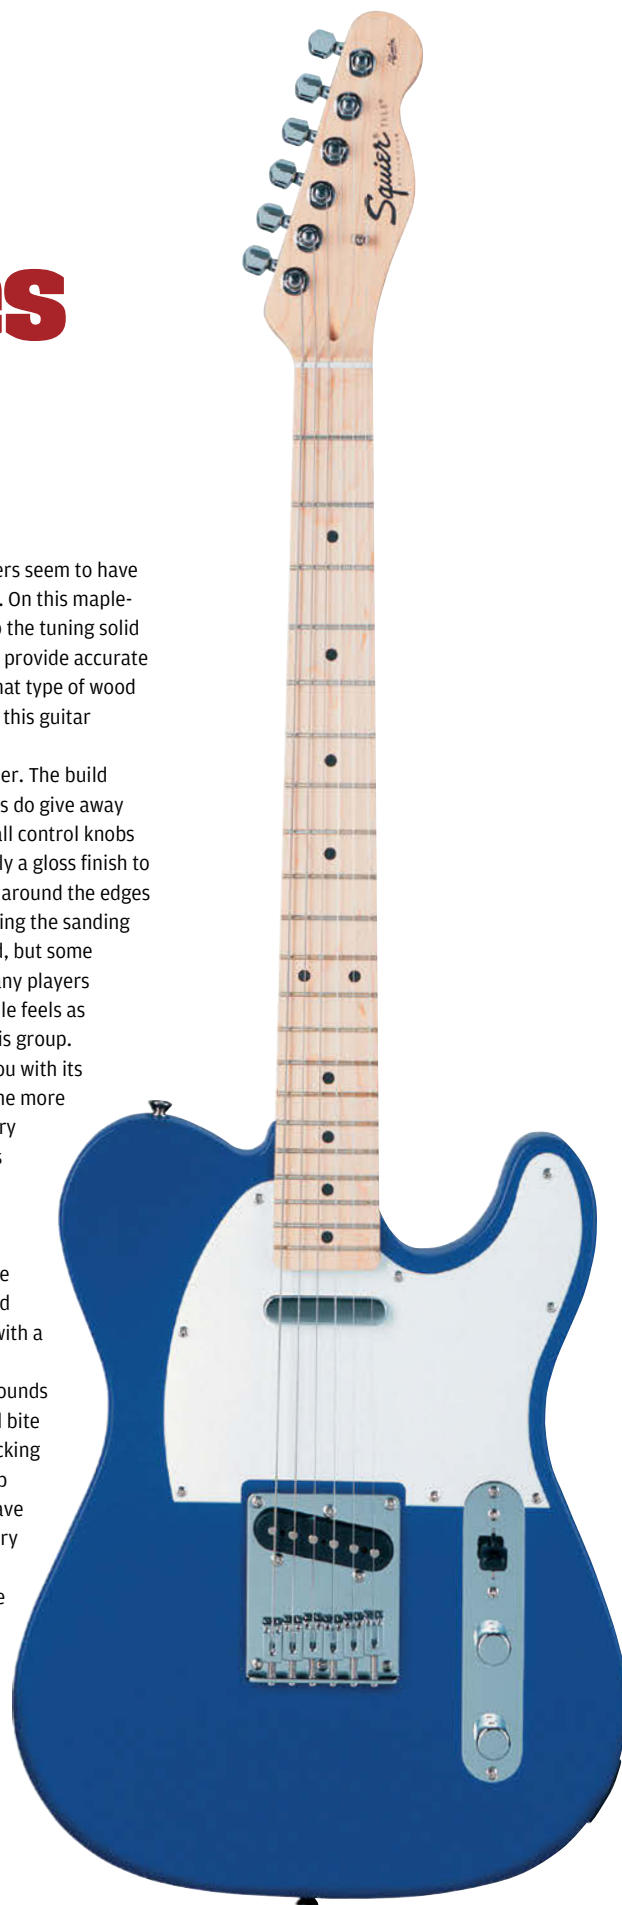 Squier® TELE®
es
ers seem to have
. On this maple-
o the tuning solid
provide accurate
hat type of wood
this guitar
er. The build
s do give away
all control knobs
ly a gloss finish to
around the edges
ing the sanding
d, but some
any players
le feels as
is group.
ou with its
ne more
ry
s
e
d
with a
ounds
l bite
cking
o
ave
ry
e